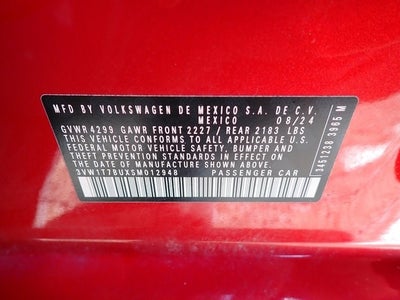 MFD BY VOLKSWAGEN DE MEXICO S.A. DE C.V.
MEXICO 08/24
GVWR 4299 GAWR FRONT 2227 / REAR 2183 LBS
THIS VEHICLE CONFORMS TO ALL APPLICABLE U.S.
FEDERAL MOTOR VEHICLE SAFETY, BUMPER AND
THEFT PREVENTION STANDARDS IN EFFECT ON
THE DATE OF MANUFACTURE SHOWN ABOVE
3VW1T7BUXSM012948 PASSENGER CAR
3451238 3965 M